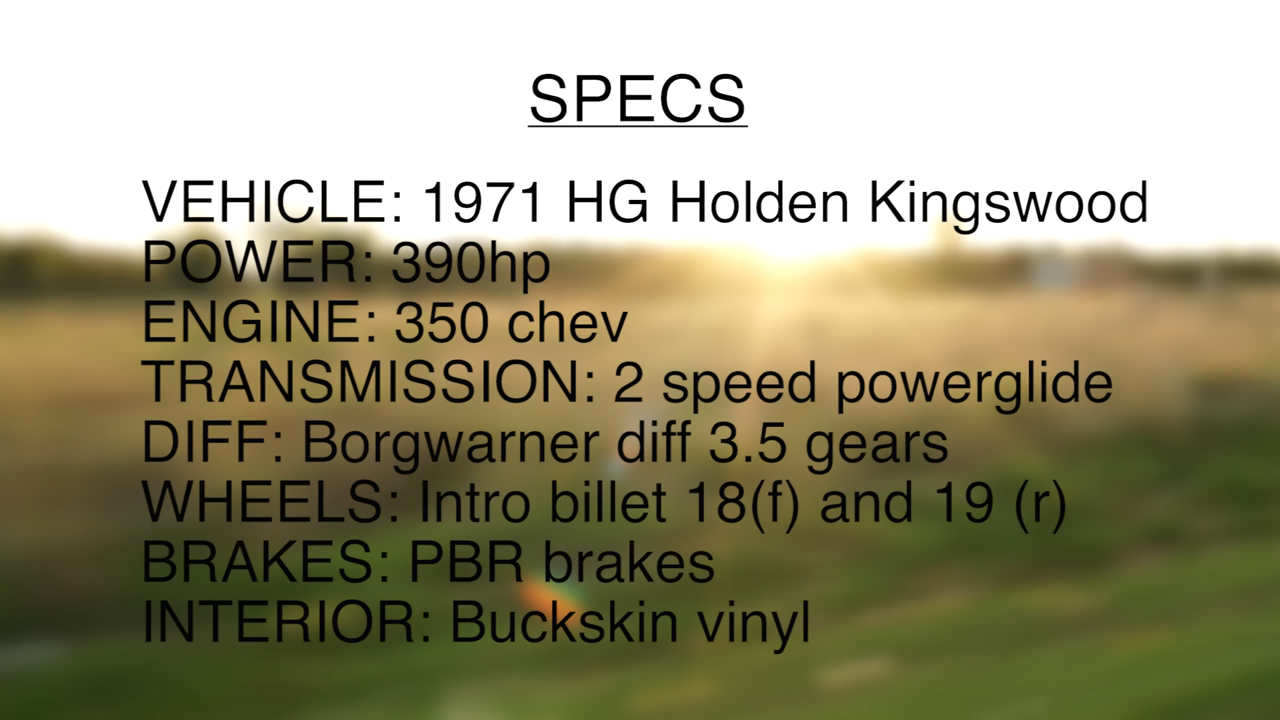 SPECS
VEHICLE: 1971 HG Holden Kingswood
POWER: 390hp
ENGINE: 350 chev
TRANSMISSION: 2 speed powerglide
DIFF: Borgwarner diff 3.5 gears
WHEELS: Intro billet 18(f) and 19 (r)
BRAKES: PBR brakes
INTERIOR: Buckskin vinyl